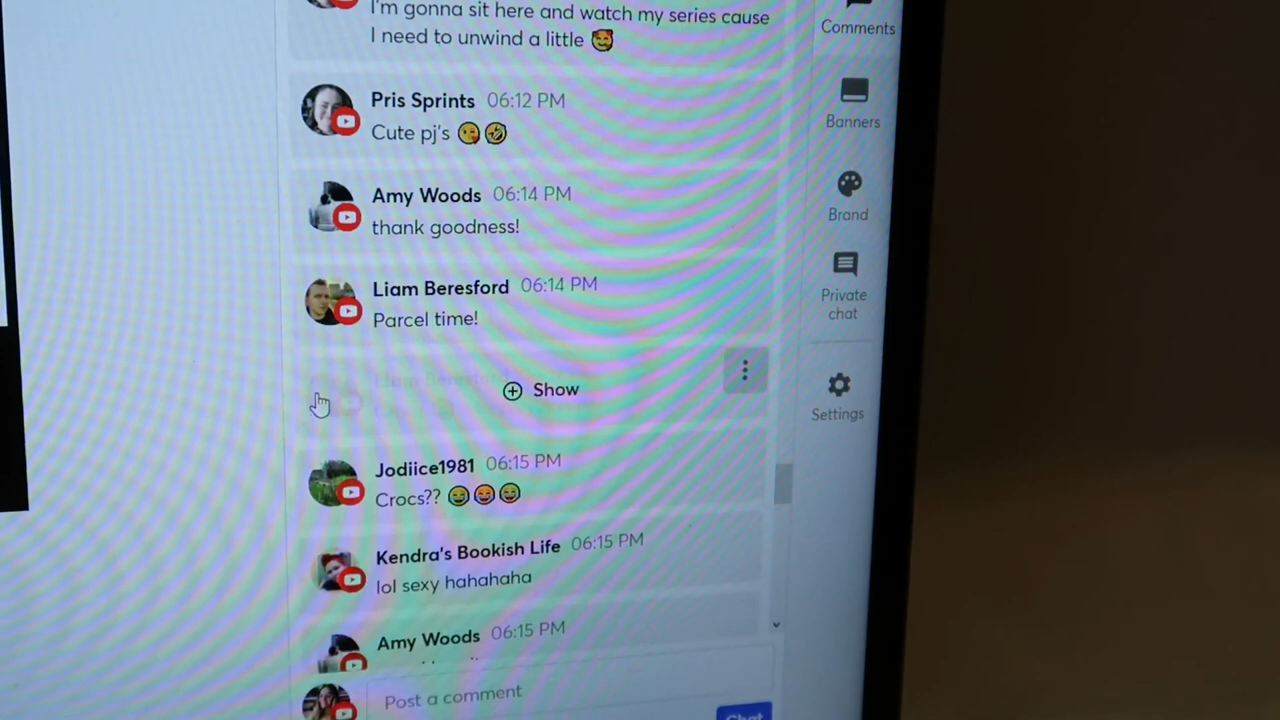 I'm gonna sit here and watch my series cause
I need to unwind a little 🥰
Pris Sprints 06:12 PM
Cute pj's 😘🤣
Amy Woods 06:14 PM
thank goodness!
Liam Beresford 06:14 PM
Parcel time!
Liam Beresford
Show
Jodiice1981 06:15 PM
Crocs?? 😂😂😂
Kendra's Bookish Life 06:15 PM
lol sexy hahahaha
Amy Woods 06:15 PM
Post a comment
Chat
Comments
Banners
Brand
Private
chat
Settings